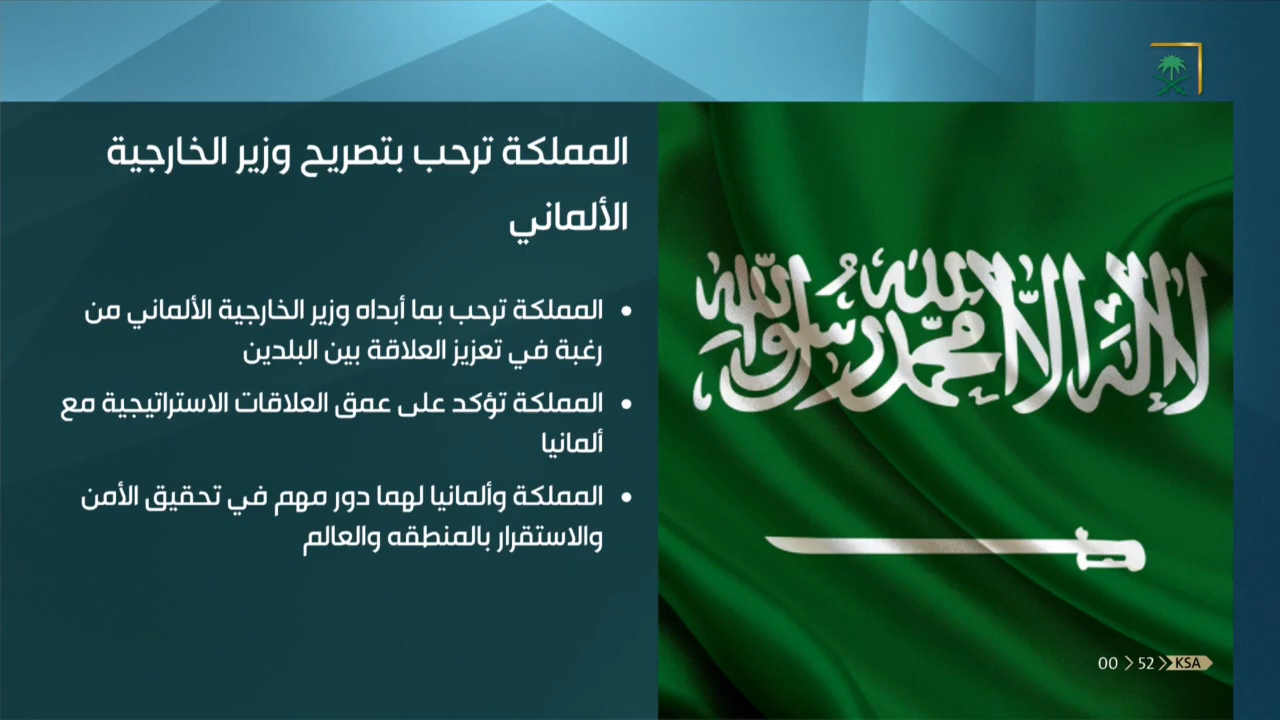 المملكة ترحب بتصريح وزير الخارجية
الألماني
• المملكة ترحب بما أبداه وزير الخارجية الألماني من
رغبة في تعزيز العلاقة بين البلدين
• المملكة تؤكد على عمق العلاقات الاستراتيجية مع
ألمانيا
• المملكة وألمانيا لهما دور مهم في تحقيق الأمن
والاستقرار بالمنطقه والعالم
لا إله إلا الله محمد رسول الله
00 > 52 >> KSA